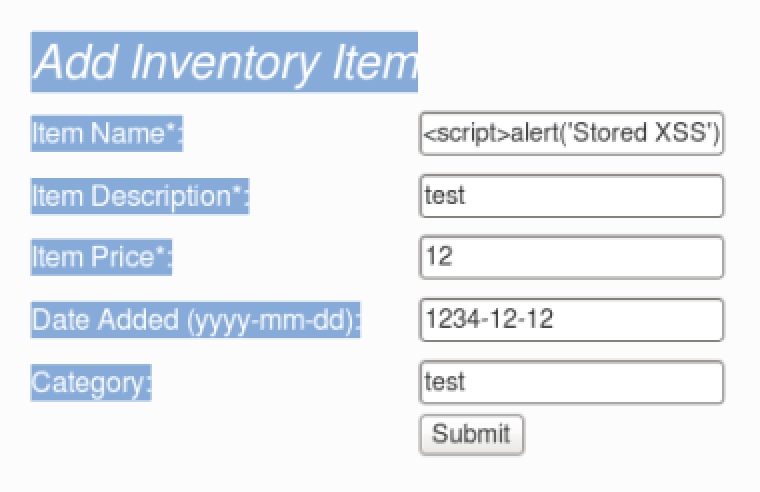 Add Inventory Item
Item Name*: <script>alert('Stored XSS')
Item Description*: test
Item Price*: 12
Date Added (yyyy-mm-dd): 1234-12-12
Category: test
Submit